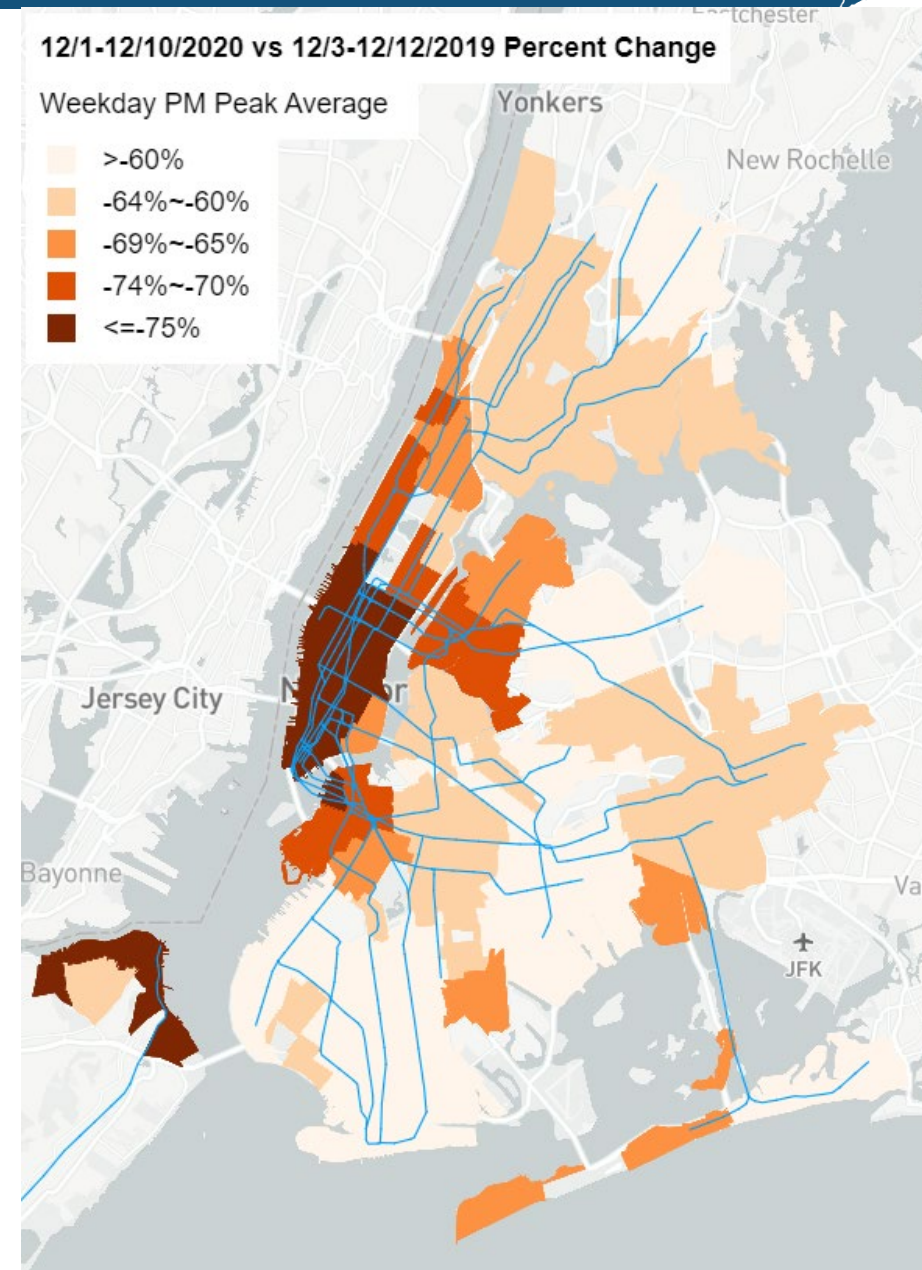 Eastchester
12/1-12/10/2020 vs 12/3-12/12/2019 Percent Change
Weekday PM Peak Average
Yonkers
New Rochelle
>-60%
-64%~-60%
-69%~-65%
-74%~-70%
<=-75%
Jersey City
Bayonne
Va
JFK